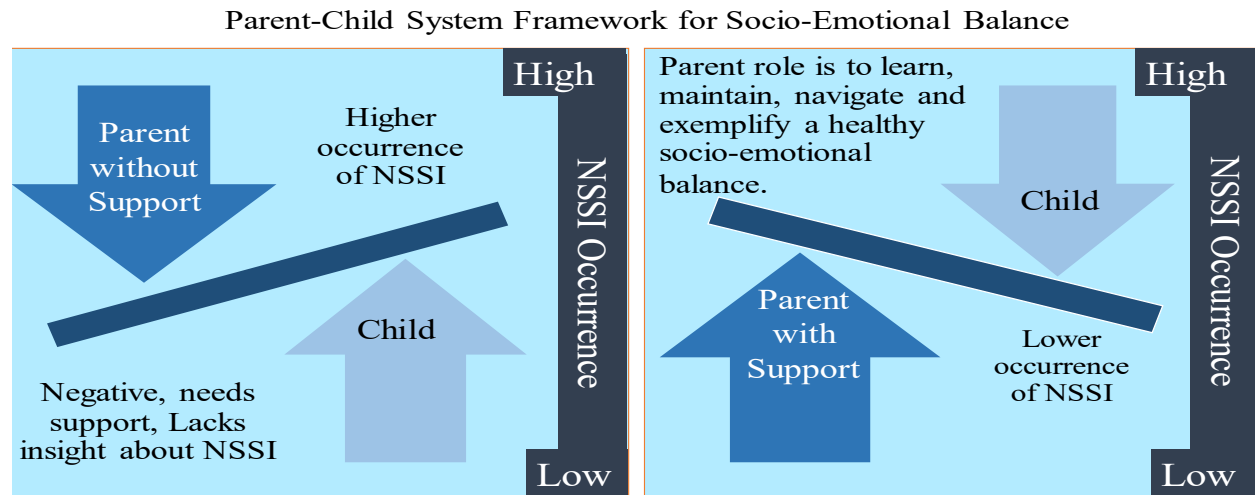 Parent-Child System Framework for Socio-Emotional Balance
High
Parent
without
Support
Higher
occurrence
of NSSI
Child
Negative, needs
support, Lacks
insight about NSSI
NSSI Occurrence
Low
Parent role is to learn,
maintain, navigate and
exemplify a healthy
socio-emotional
balance.
High
Child
Parent
with
Support
Lower
occurrence
of NSSI
NSSI Occurrence
Low